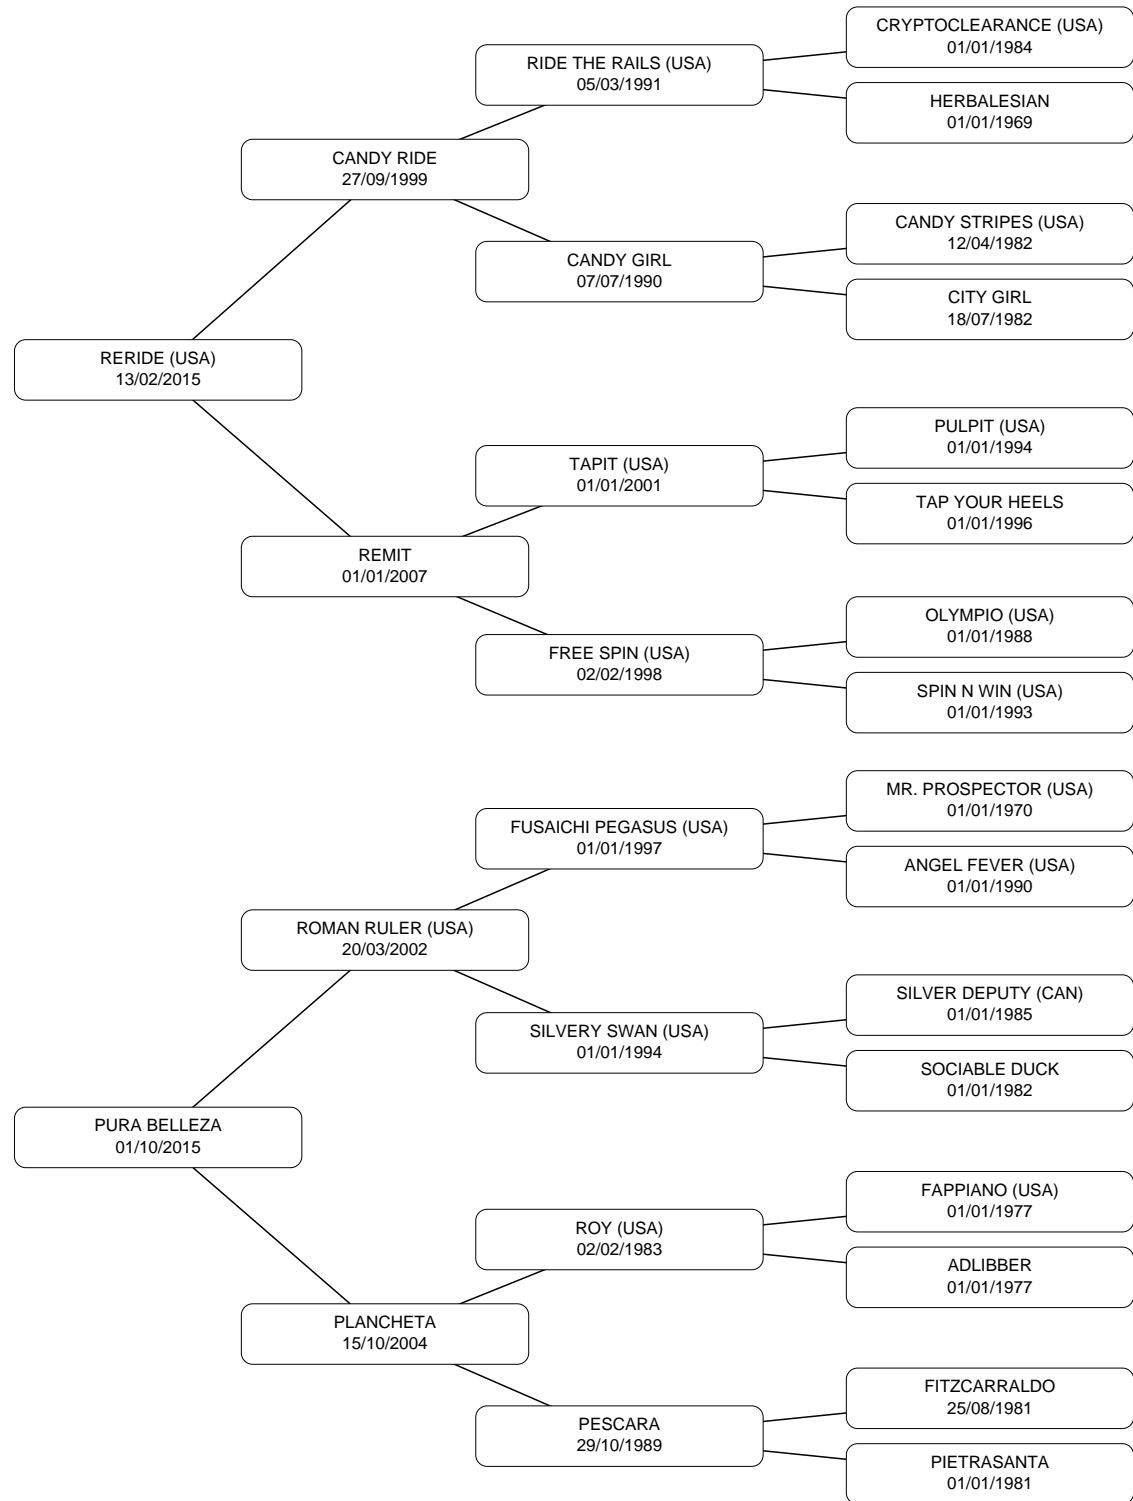 CRYPTOCLEARANCE (USA)
01/01/1984
RIDE THE RAILS (USA)
05/03/1991
HERBALESIAN
01/01/1969
CANDY RIDE
27/09/1999
CANDY STRIPES (USA)
12/04/1982
CANDY GIRL
07/07/1990
CITY GIRL
18/07/1982
RERIDE (USA)
13/02/2015
PULPIT (USA)
01/01/1994
TAPIT (USA)
01/01/2001
TAP YOUR HEELS
01/01/1996
REMIT
01/01/2007
OLYMPIO (USA)
01/01/1988
FREE SPIN (USA)
02/02/1998
SPIN N WIN (USA)
01/01/1993
MR. PROSPECTOR (USA)
01/01/1970
FUSAICHI PEGASUS (USA)
01/01/1997
ANGEL FEVER (USA)
01/01/1990
ROMAN RULER (USA)
20/03/2002
SILVER DEPUTY (CAN)
01/01/1985
SILVERY SWAN (USA)
01/01/1994
SOCIABLE DUCK
01/01/1982
PURA BELLEZA
01/10/2015
FAPPIANO (USA)
01/01/1977
ROY (USA)
02/02/1983
ADLIBBER
01/01/1977
PLANCHETA
15/10/2004
FITZCARRALDO
25/08/1981
PESCARA
29/10/1989
PIETRASANTA
01/01/1981